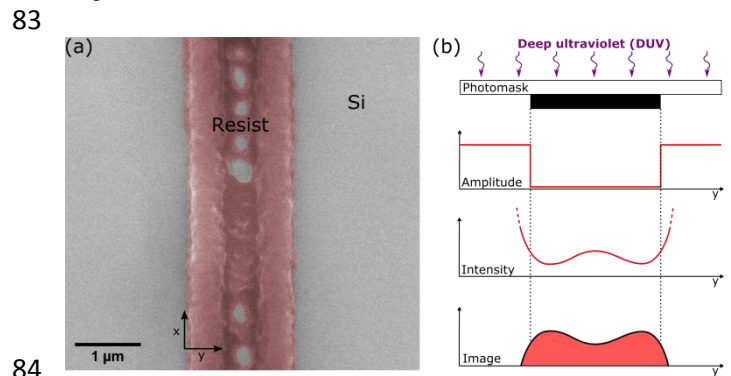 83
(a)
Resist
Si
x
y
1 µm
(b)
Deep ultraviolet (DUV)
Photomask
Amplitude
y
Intensity
y
Image
y
84